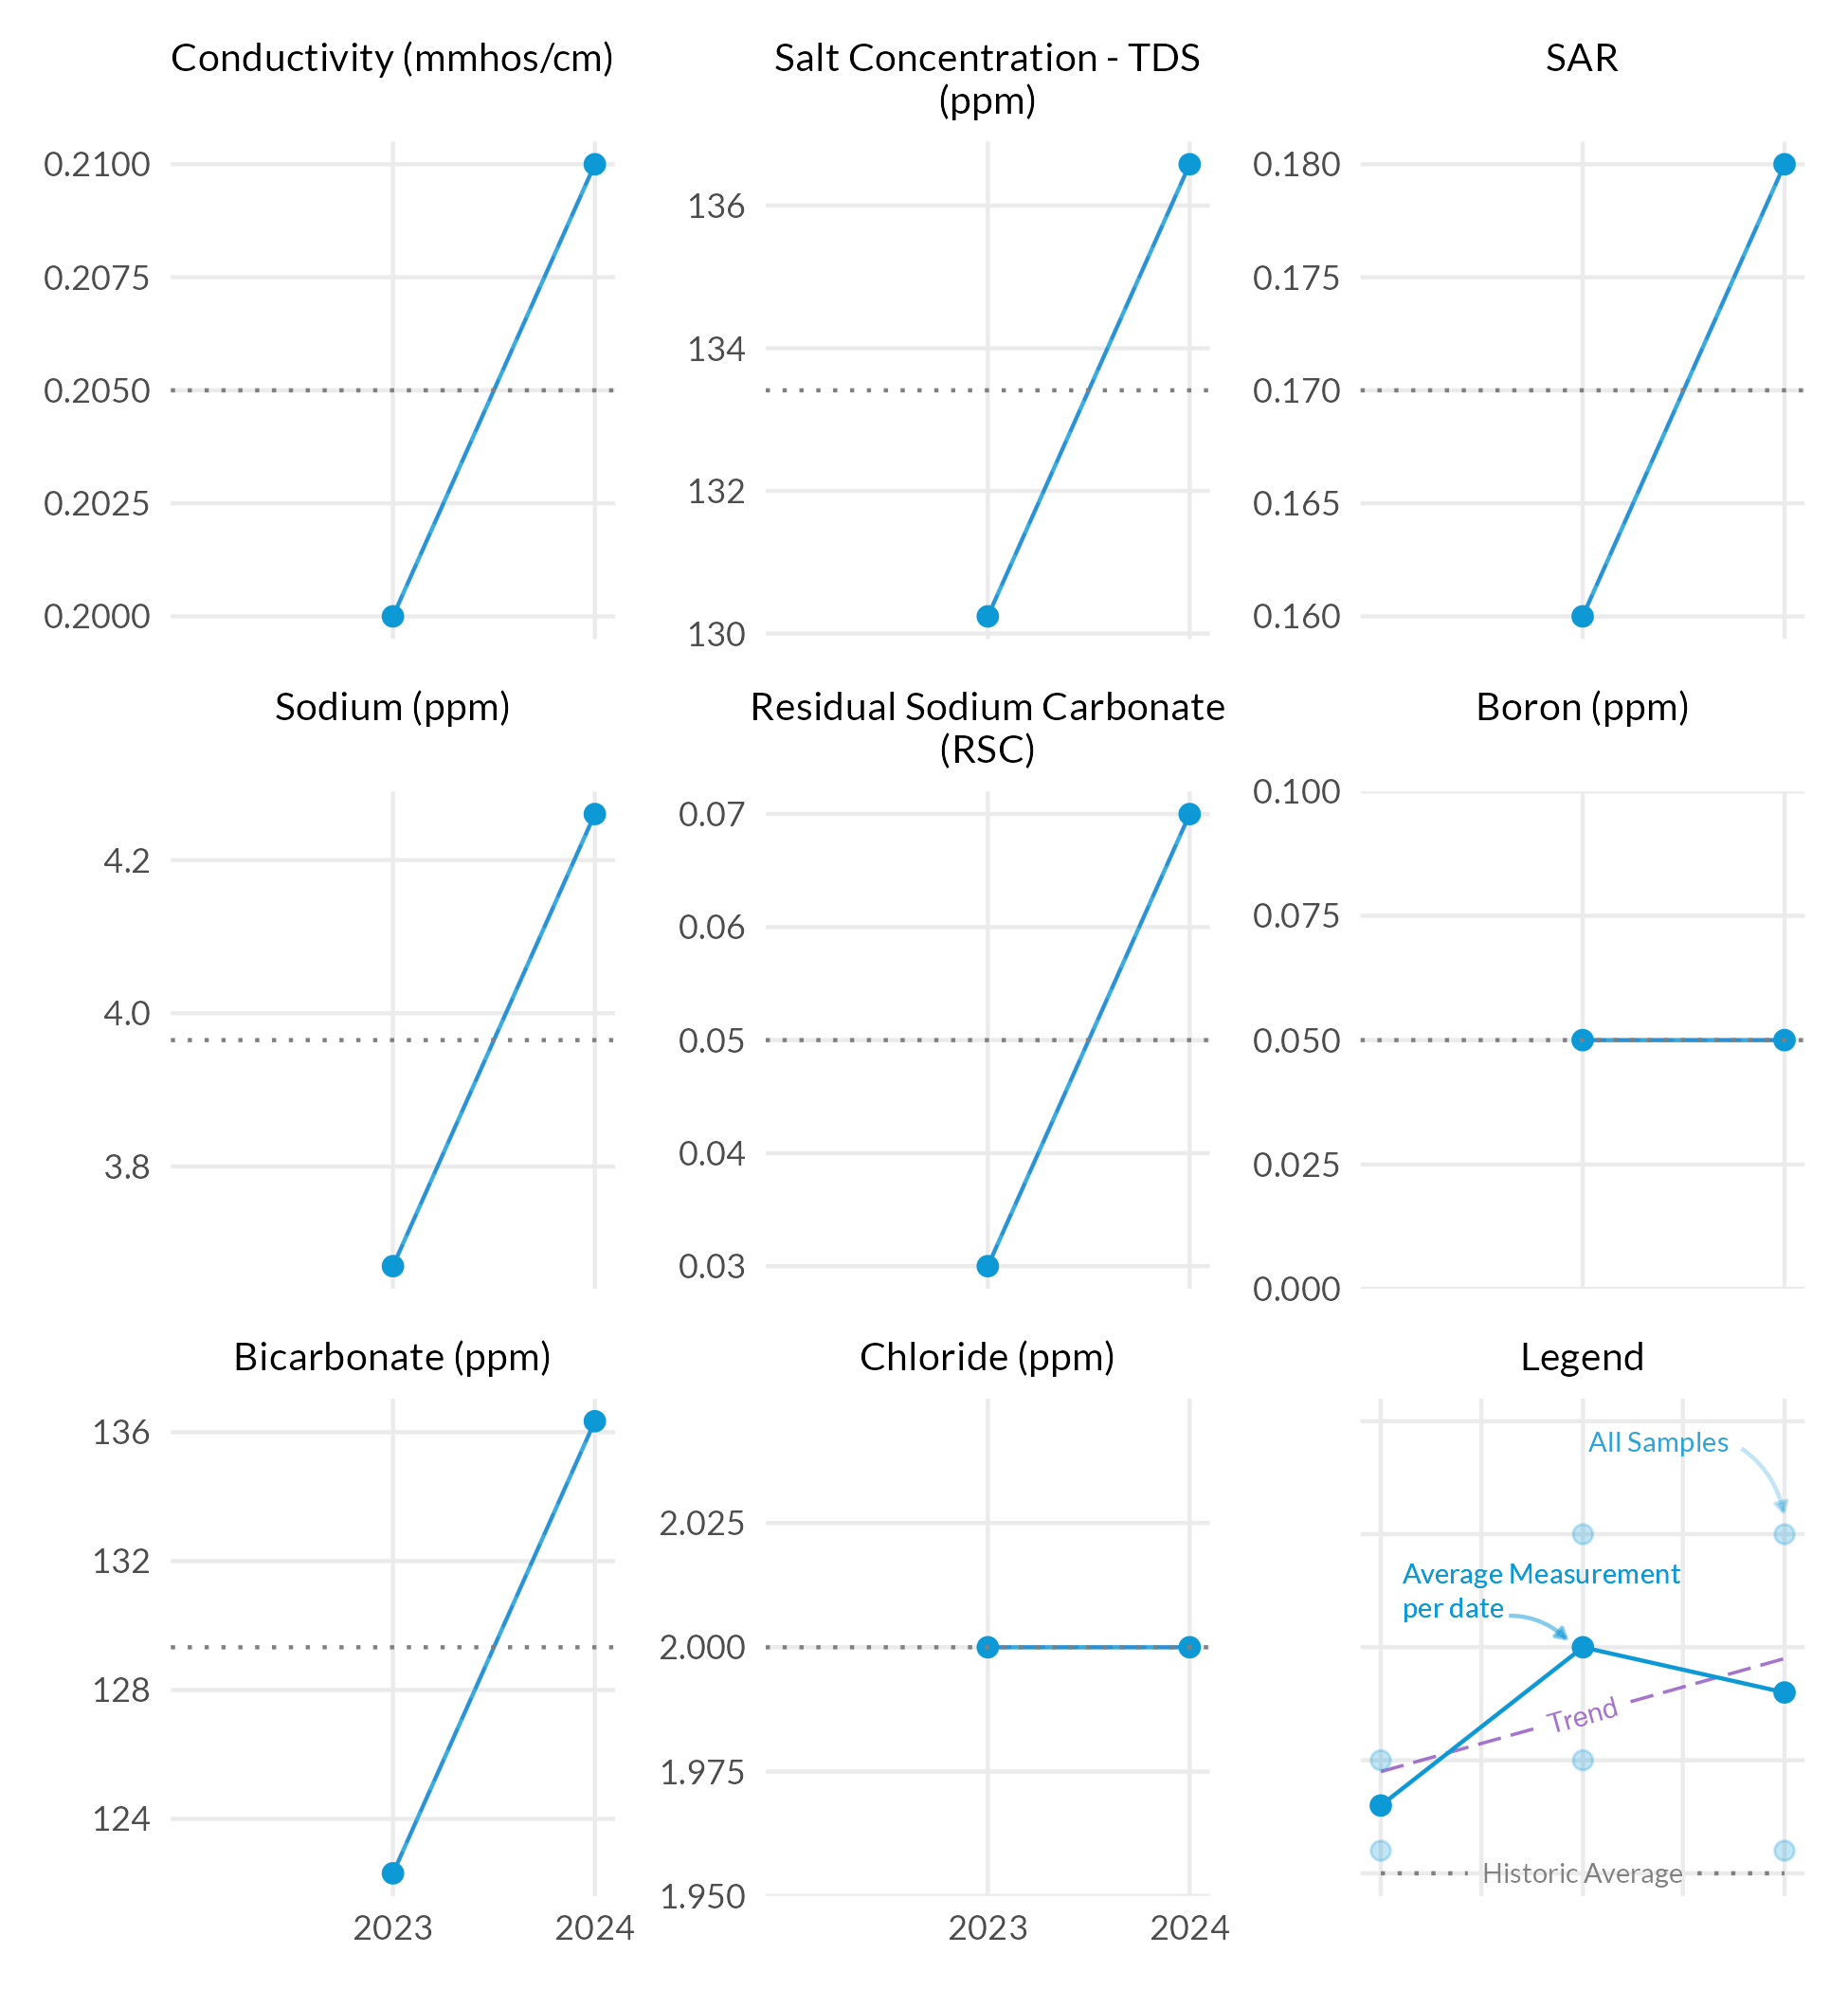 Conductivity (mmhos/cm)
0.2100
0.2075
0.2050
0.2025
0.2000
Salt Concentration - TDS
(ppm)
136
134
132
130
SAR
0.180
0.175
0.170
0.165
0.160
Sodium (ppm)
4.2
4.0
3.8
Residual Sodium Carbonate
(RSC)
0.07
0.06
0.05
0.04
0.03
Boron (ppm)
0.100
0.075
0.050
0.025
0.000
Bicarbonate (ppm)
136
132
128
124
2023 2024
Chloride (ppm)
2.025
2.000
1.975
1.950
2023 2024
Legend
All Samples
Average Measurement
per date
Trend
Historic Average